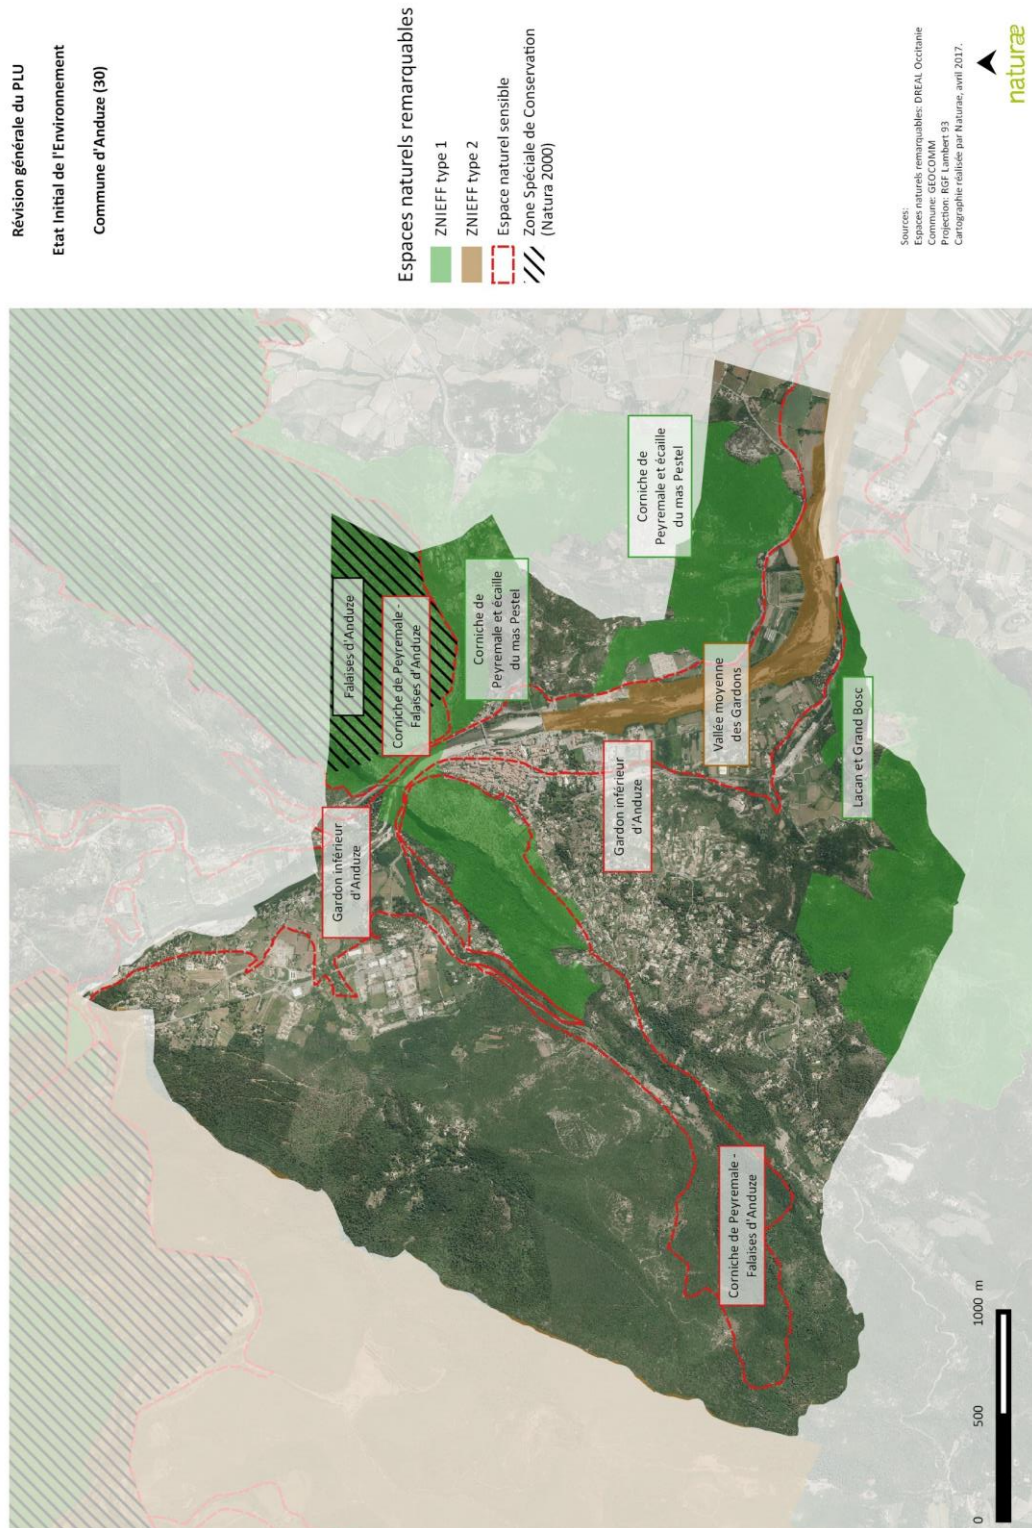 Révision générale du PLU
Etat Initial de l'Environnement
Commune d'Anduze (30)
Espaces naturels remarquables
ZNIEFF type 1
ZNIEFF type 2
Espace naturel sensible
Zone Spéciale de Conservation
(Natura 2000)
Sources:
Espaces naturels remarquables: DREAL Occitanie
Commune: GEOCOMM
Projection: RGF Lambert 93
Cartographie réalisée par Naturae, avril 2017.
naturæ
Falaises d'Anduze
Corniche de Peyremale -
Falaises d'Anduze
Gardon inférieur
d'Anduze
Corniche de
Peyremale et écaille
du mas Pestel
Corniche de
Peyremale et écaille
du mas Pestel
Gardon inférieur
d'Anduze
Vallée moyenne
des Gardons
Corniche de Peyremale -
Falaises d'Anduze
Lacan et Grand Bosc
0 500 1000 m